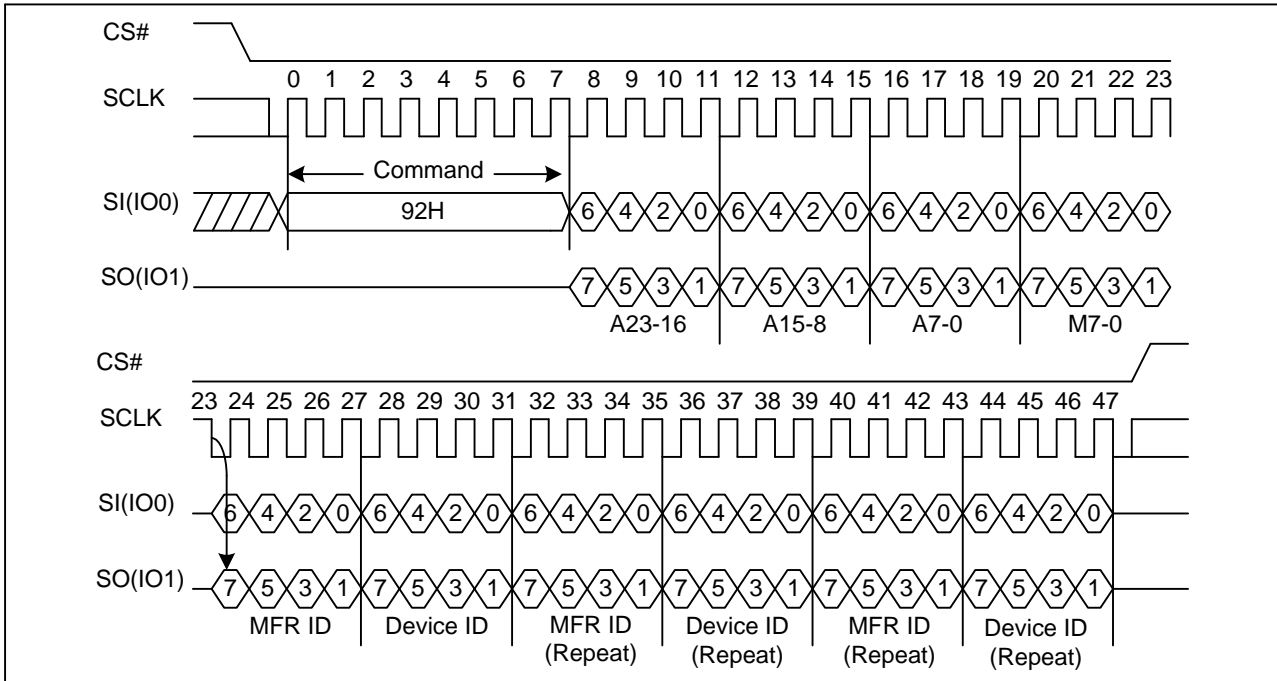 CS#
0 1 2 3 4 5 6 7 8 9 10 11 12 13 14 15 16 17 18 19 20 21 22 23
SCLK
Command
SI(IO0) 92H 6 4 2 0 6 4 2 0 6 4 2 0 6 4 2 0
SO(IO1) 7 5 3 1 7 5 3 1 7 5 3 1 7 5 3 1
A23-16 A15-8 A7-0 M7-0
CS#
23 24 25 26 27 28 29 30 31 32 33 34 35 36 37 38 39 40 41 42 43 44 45 46 47
SCLK
SI(IO0) 6 4 2 0 6 4 2 0 6 4 2 0 6 4 2 0 6 4 2 0 6 4 2 0
SO(IO1) 7 5 3 1 7 5 3 1 7 5 3 1 7 5 3 1 7 5 3 1 7 5 3 1
MFR ID Device ID MFR ID Device ID MFR ID Device ID
(Repeat) (Repeat) (Repeat) (Repeat)